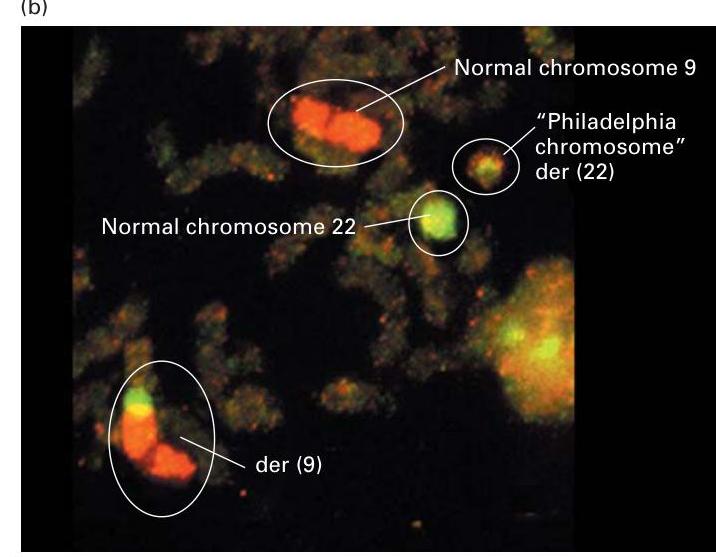 (b)
Normal chromosome 9
“Philadelphia
chromosome”
der (22)
Normal chromosome 22
der (9)